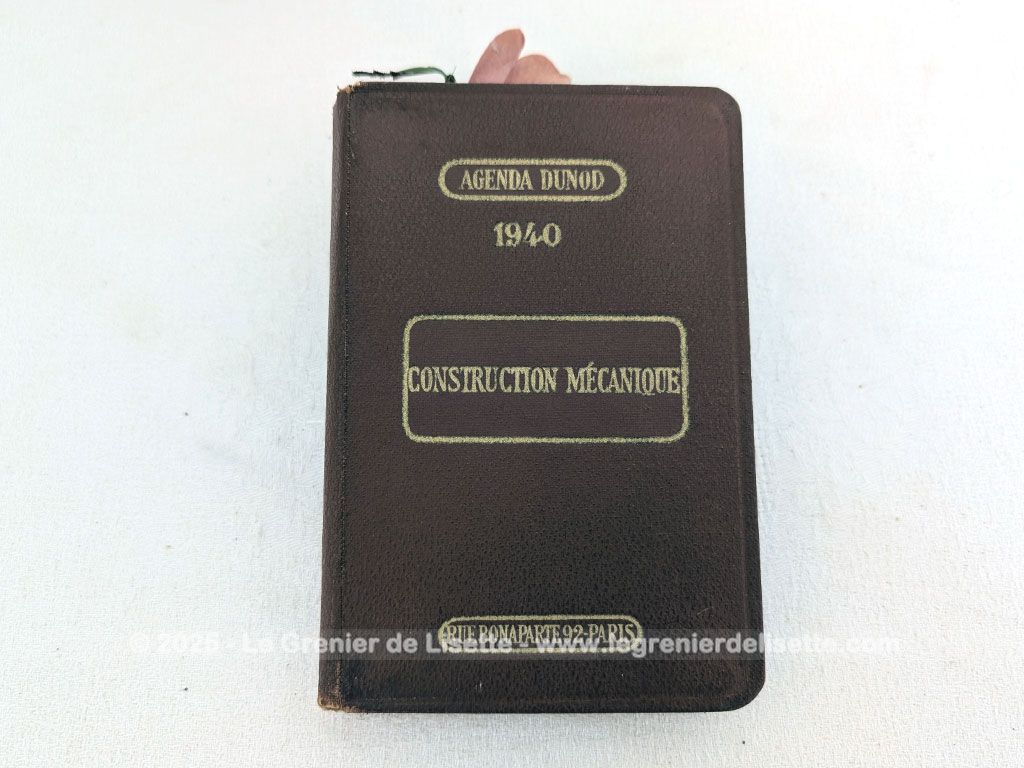 AGENDA DUNOD
1940
CONSTRUCTION MÉCANIQUE
RUE BONAPARTE 92-PARIS
© 2025 - Le Grenier de Lisette - www.legrenierdelisette.com